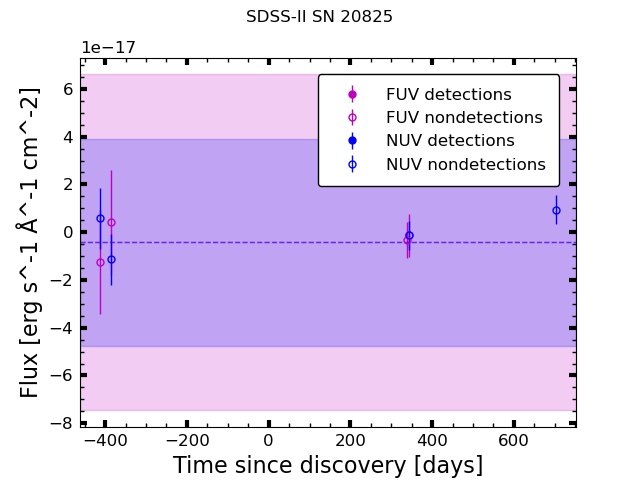 SDSS-II SN 20825
1e−17
FUV detections
FUV nondetections
NUV detections
NUV nondetections
6
4
2
0
−2
−4
−6
−8
Flux [erg s^-1 Å^-1 cm^-2]
−400 −200 0 200 400 600
Time since discovery [days]